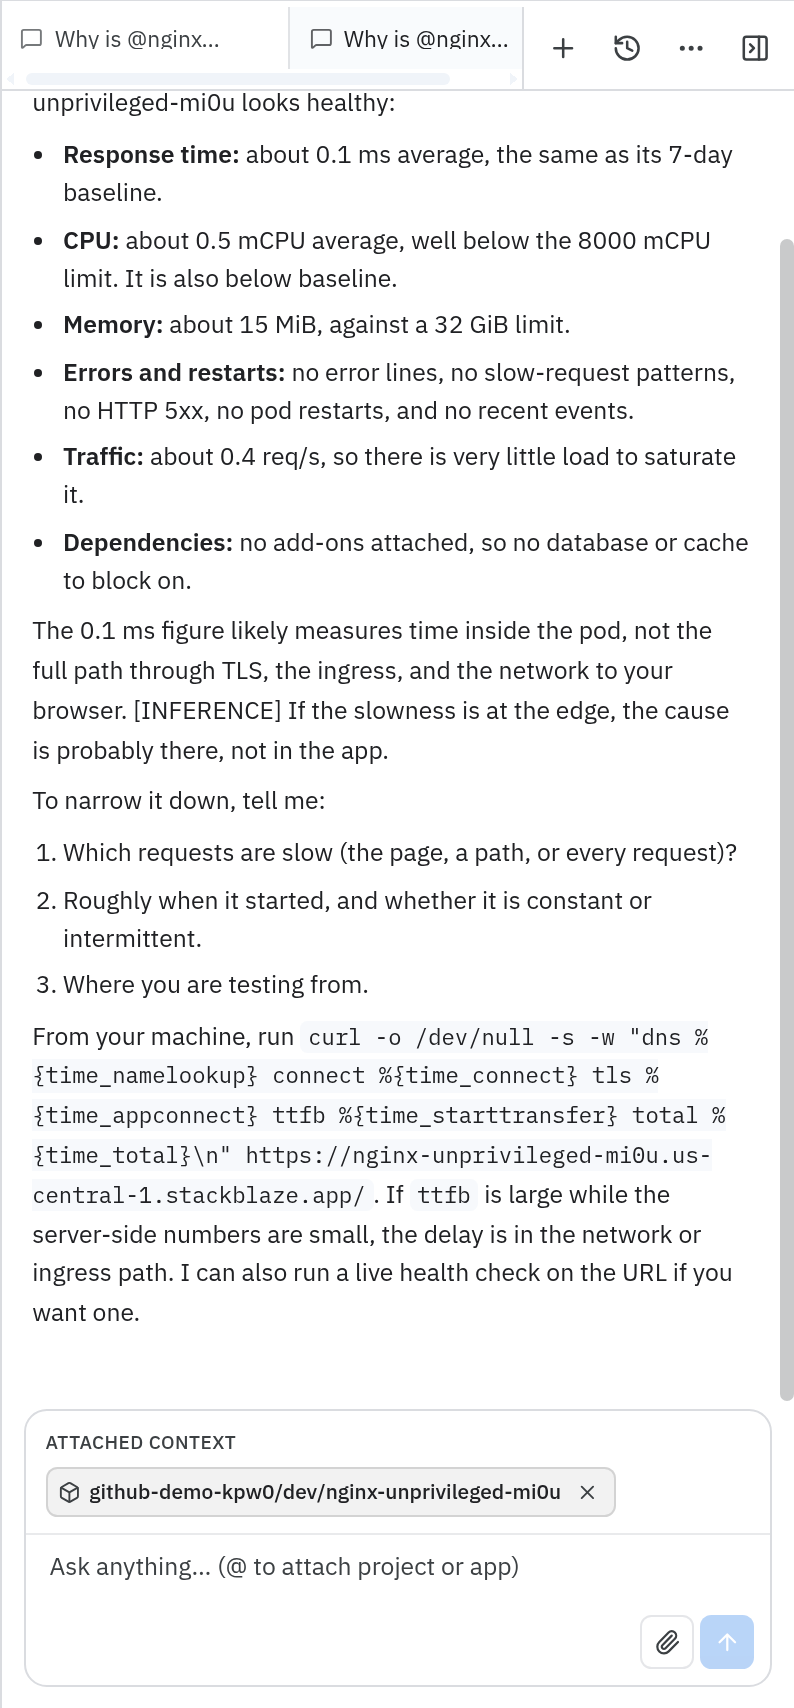 Why is @nginx...
Why is @nginx...
unprivileged-mi0u looks healthy:
• Response time: about 0.1 ms average, the same as its 7-day
baseline.
• CPU: about 0.5 mCPU average, well below the 8000 mCPU
limit. It is also below baseline.
• Memory: about 15 MiB, against a 32 GiB limit.
• Errors and restarts: no error lines, no slow-request patterns,
no HTTP 5xx, no pod restarts, and no recent events.
• Traffic: about 0.4 req/s, so there is very little load to saturate
it.
• Dependencies: no add-ons attached, so no database or cache
to block on.
The 0.1 ms figure likely measures time inside the pod, not the
full path through TLS, the ingress, and the network to your
browser. [INFERENCE] If the slowness is at the edge, the cause
is probably there, not in the app.
To narrow it down, tell me:
1. Which requests are slow (the page, a path, or every request)?
2. Roughly when it started, and whether it is constant or
intermittent.
3. Where you are testing from.
From your machine, run curl -o /dev/null -s -w "dns %
{time_namelookup} connect %{time_connect} tls %
{time_appconnect} ttfb %{time_starttransfer} total %
{time_total}\n" https://nginx-unprivileged-mi0u.us-
central-1.stackblaze.app/. If ttfb is large while the
server-side numbers are small, the delay is in the network or
ingress path. I can also run a live health check on the URL if you
want one.
ATTACHED CONTEXT
github-demo-kpw0/dev/nginx-unprivileged-mi0u
Ask anything... (@ to attach project or app)